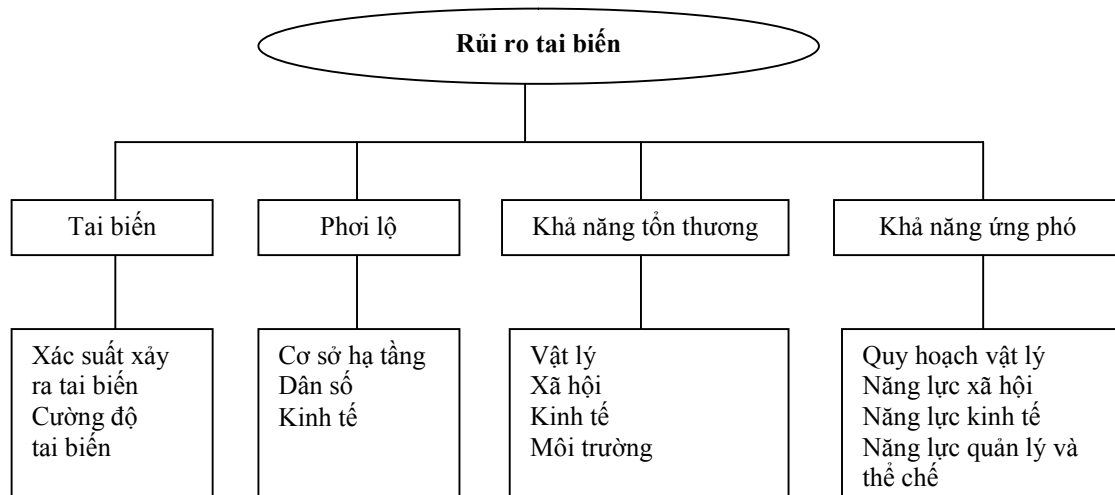 Rủi ro tai biến
Tai biến
Phơi lộ
Khả năng tổn thương
Khả năng ứng phó
Xác suất xảy
ra tai biến
Cường độ
tai biến
Cơ sở hạ tầng
Dân số
Kinh tế
Vật lý
Xã hội
Kinh tế
Môi trường
Quy hoạch vật lý
Năng lực xã hội
Năng lực kinh tế
Năng lực quản lý và
thể chế